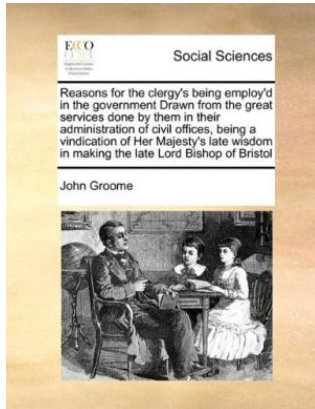 ECCO
Social Sciences
Reasons for the clergy's being employ'd
in the government Drawn from the great
services done by them in their
administration of civil offices, being a
vindication of Her Majesty's late wisdom
in making the late Lord Bishop of Bristol
John Groome